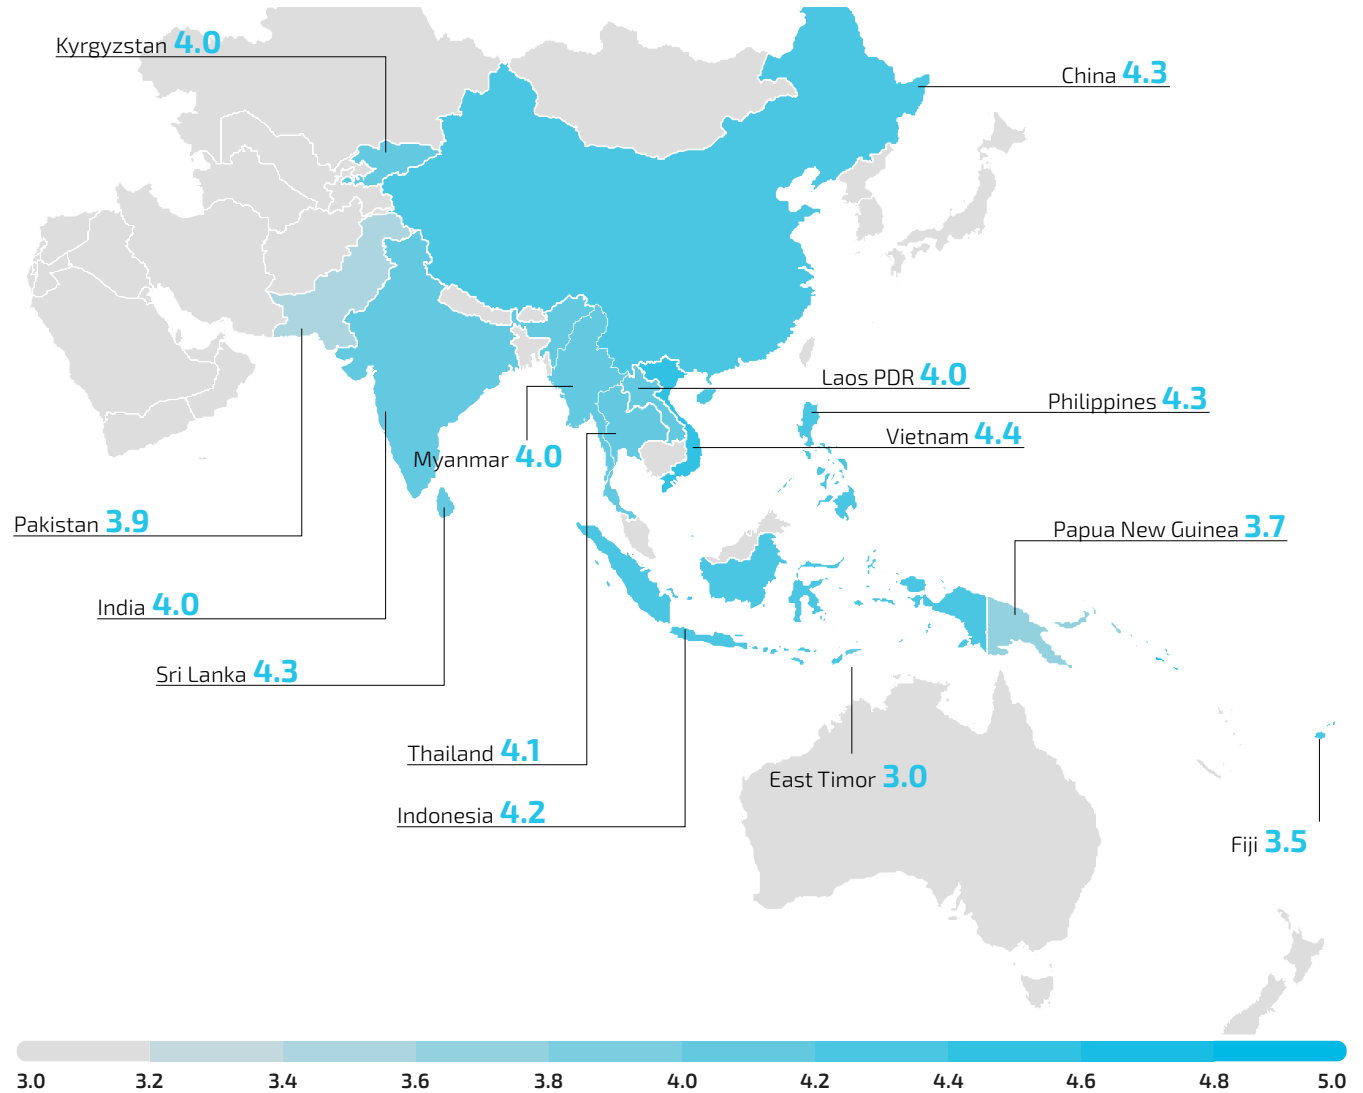 Kyrgyzstan 4.0
China 4.3
Laos PDR 4.0
Philippines 4.3
Vietnam 4.4
Myanmar 4.0
Pakistan 3.9
Papua New Guinea 3.7
India 4.0
Sri Lanka 4.3
Thailand 4.1
East Timor 3.0
Indonesia 4.2
Fiji 3.5
3.0 3.2 3.4 3.6 3.8 4.0 4.2 4.4 4.6 4.8 5.0